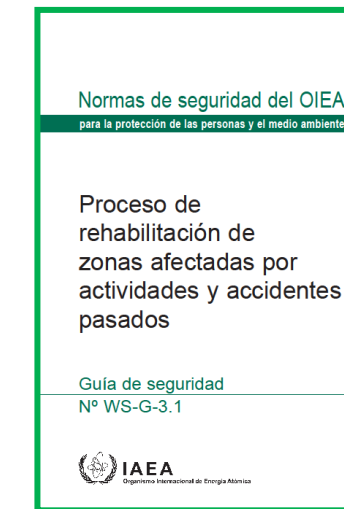 Normas de seguridad del OIEA
para la protección de las personas y el medio ambiente
Proceso de
rehabilitación de
zonas afectadas por
actividades y accidentes
pasados
Guía de seguridad
Nº WS-G-3.1
IAEA
Organismo Internacional de Energía Atómica